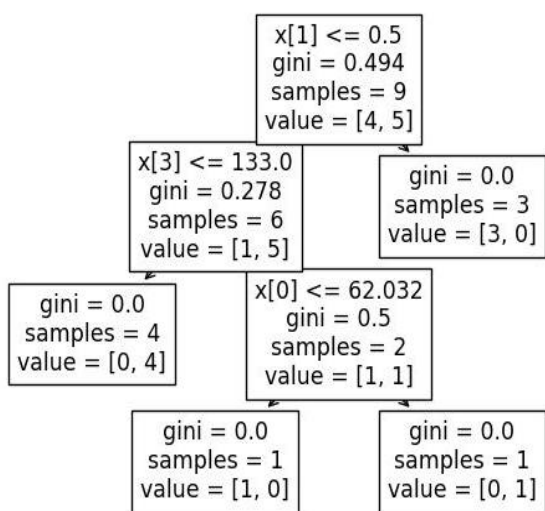 x[1] <= 0.5
gini = 0.494
samples = 9
value = [4, 5]
x[3] <= 133.0
gini = 0.278
samples = 6
value = [1, 5]
gini = 0.0
samples = 3
value = [3, 0]
gini = 0.0
samples = 4
value = [0, 4]
x[0] <= 62.032
gini = 0.5
samples = 2
value = [1, 1]
gini = 0.0
samples = 1
value = [1, 0]
gini = 0.0
samples = 1
value = [0, 1]